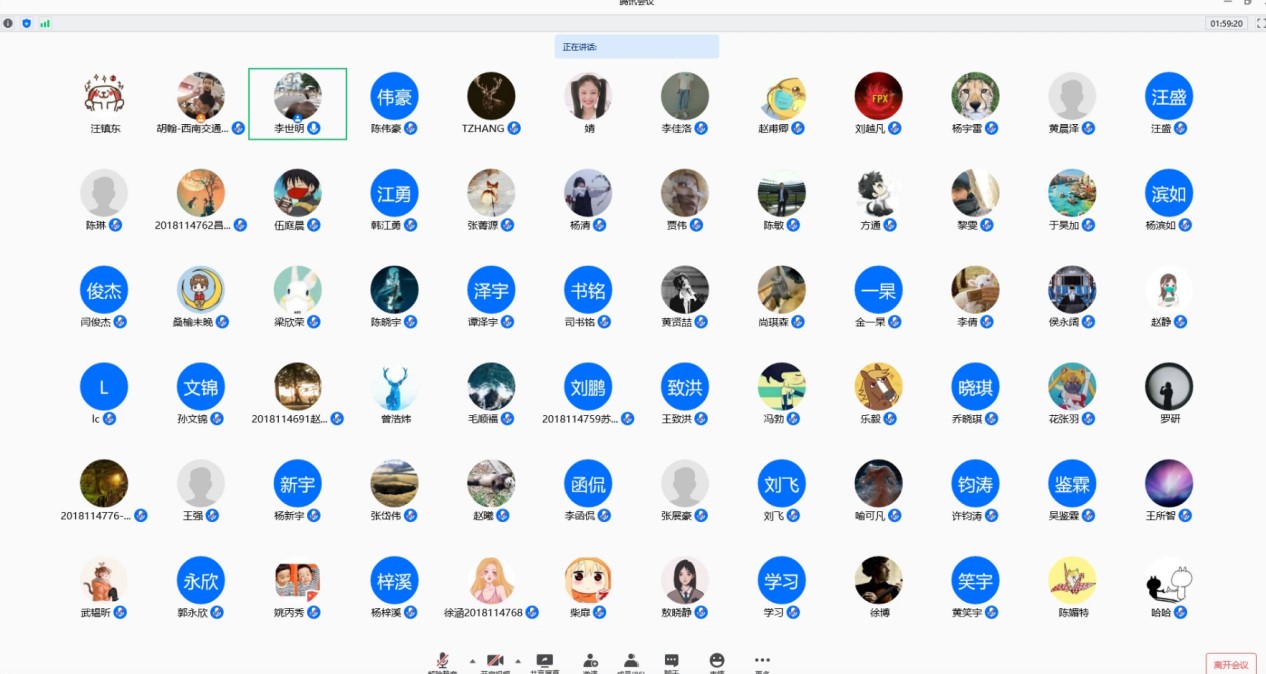 腾讯会议
01:59:20
正在讲话:
伟豪
FPX
汪盛
汪镇东
胡翰-西南交通...
李世明
陈伟豪
TZHANG
婧
李佳洛
赵甫卿
刘越凡
杨宇雷
黄晨泽
汪盛
江勇
滨如
陈琳
2018114762昌...
伍庭晨
韩江勇
张菁源
杨清
贾伟
陈敏
方通
黎雯
于昊加
杨滨如
俊杰
泽宇
书铭
一杲
闫俊杰
桑榆未晚
梁欣荣
陈晓宇
谭泽宇
司书铭
黄贤喆
尚琪森
金一杲
李倩
侯永阔
赵静
L
文锦
刘鹏
致洪
晓琪
lc
孙文锦
2018114691赵...
曾浩炜
毛顺福
2018114759苏...
王致洪
冯勃
乐毅
乔晓琪
花张羽
罗研
新宇
函侃
刘飞
钧涛
鉴霖
2018114776-...
王强
杨新宇
张岱伟
赵曦
李函侃
张展豪
刘飞
喻可凡
许钧涛
吴鉴霖
王所智
永欣
梓溪
学习
笑宇
武韫昕
郭永欣
姚丙秀
杨梓溪
徐涵2018114768
柴扉
敖晓静
学习
徐博
黄笑宇
陈媚特
哈哈
离开会议